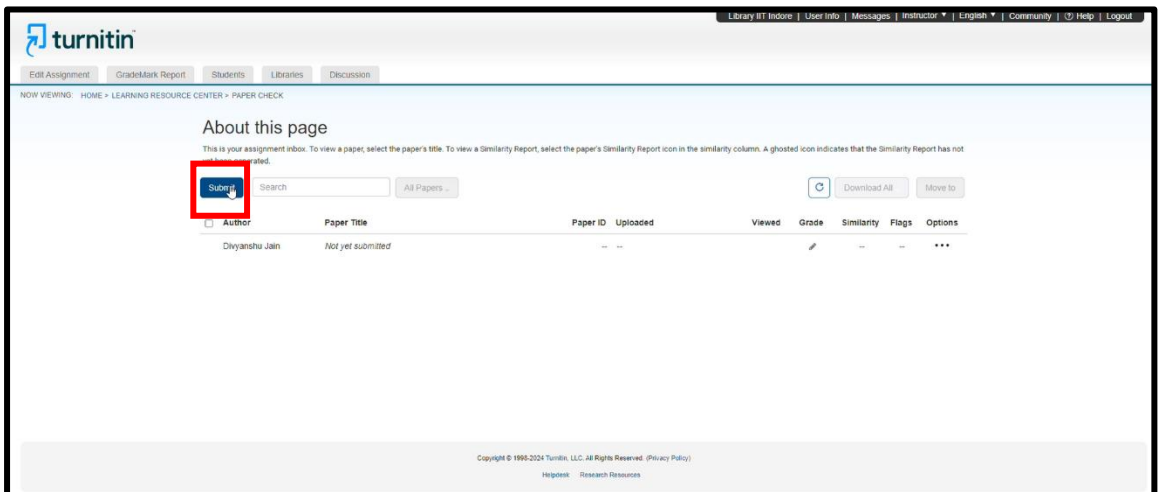 Library IIT Indore | User Info | Messages | Instructor ▼ | English ▼ | Community | ? Help | Logout
turnitin
Edit Assignment GradeMark Report Students Libraries Discussion
NOW VIEWING: HOME > LEARNING RESOURCE CENTER > PAPER CHECK
About this page
This is your assignment inbox. To view a paper, select the paper's title. To view a Similarity Report, select the paper's Similarity Report icon in the similarity column. A ghosted icon indicates that the Similarity Report has not
yet been generated.
Submit Search All Papers .. Download All Move to
Author Paper Title Paper ID Uploaded Viewed Grade Similarity Flags Options
Divyanshu Jain Not yet submitted -- -- -- -- •••
Copyright © 1998-2024 Turnitin, LLC. All Rights Reserved. (Privacy Policy)
Helpdesk Research Resources